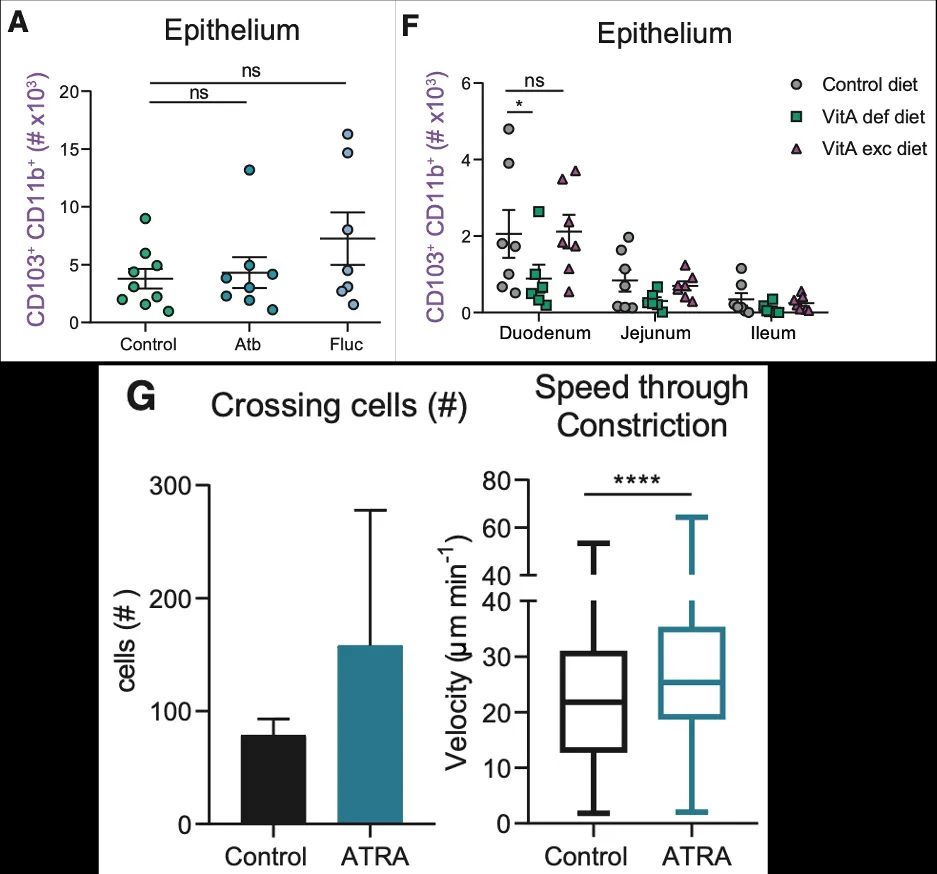 A
Epithelium
CD103+ CD11b+ (# x10³)
20
15
10
5
0
ns
ns
Control
Atb
Fluc
F
Epithelium
CD103+ CD11b+ (# x10³)
6
4
2
0
ns
*
Control diet
VitA def diet
VitA exc diet
Duodenum
Jejunum
Ileum
G
Crossing cells (#)
cells (# )
300
200
100
0
Control
ATRA
Speed through
Constriction
Velocity (µm min⁻¹)
80
60
40
40
30
20
10
0
****
Control
ATRA